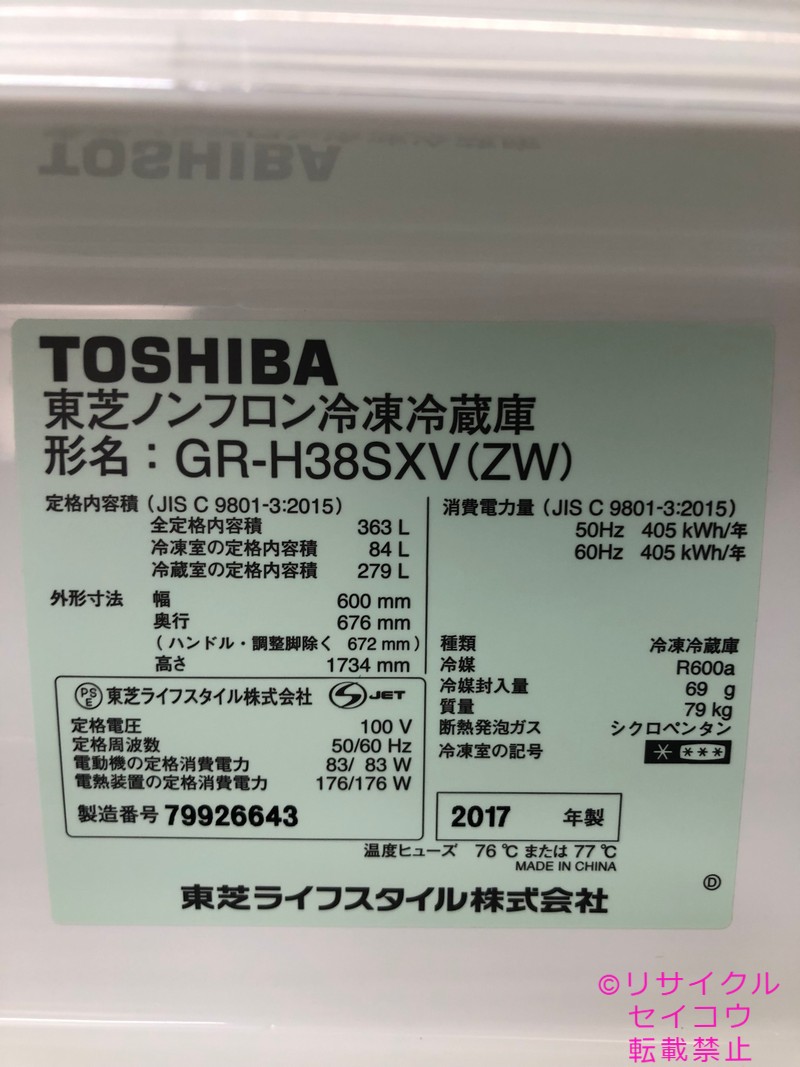 TOSHIBA
TOSHIBA
東芝ノンフロン冷凍冷蔵庫
形名：GR-H38SXV(ZW)
定格内容積（JIS C 9801-3:2015）
全定格内容積 363 L
冷凍室の定格内容積 84 L
冷蔵室の定格内容積 279 L
外形寸法 幅 600 mm
奥行 676 mm
（ハンドル・調整脚除く 672 mm）
高さ 1734 mm
消費電力量（JIS C 9801-3:2015）
50Hz 405 kWh/年
60Hz 405 kWh/年
種類 冷凍冷蔵庫
冷媒 R600a
冷媒封入量 69 g
質量 79 kg
断熱発泡ガス シクロペンタン
冷凍室の記号 * ***
PSE 東芝ライフスタイル株式会社 JET
定格電圧 100 V
定格周波数 50/60 Hz
電動機の定格消費電力 83/ 83 W
電熱装置の定格消費電力 176/176 W
製造番号 79926643
2017 年製
温度ヒューズ 76 ℃ または 77 ℃
MADE IN CHINA
Ⓓ
東芝ライフスタイル株式会社
©リサイクル
セイコウ
転載禁止